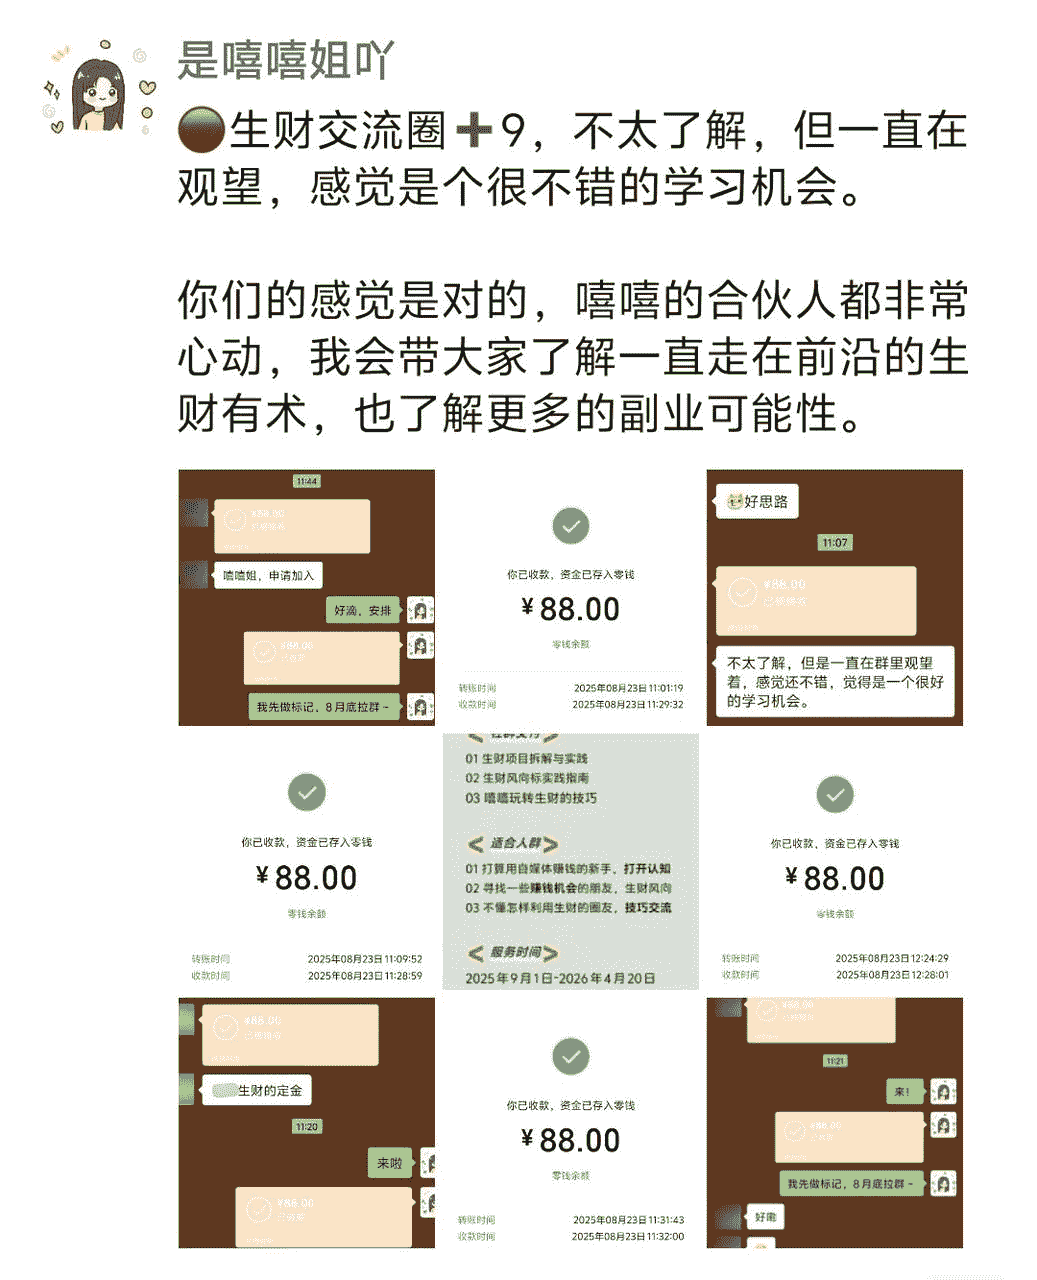 是嘻嘻姐吖
生财交流圈➕9，不太了解，但一直在
观望，感觉是个很不错的学习机会。
你们的感觉是对的，嘻嘻的合伙人都非常
心动，我会带大家了解一直走在前沿的生
财有术，也了解更多的副业可能性。
11:44
¥88.00
嘻嘻姐，申请加入
好滴，安排
¥88.00
我先做标记，8月底拉群~
你已收款，资金已存入零钱
¥88.00
零钱余额
转账时间 2025年08月23日11:01:19
收款时间 2025年08月23日11:29:32
好思路
11:07
¥88.00
不太了解，但是一直在群里观望
着，感觉还不错，觉得是一个很好
的学习机会。
你已收款，资金已存入零钱
¥88.00
零钱余额
转账时间 2025年08月23日11:09:52
收款时间 2025年08月23日11:28:59
01 生财项目拆解与实践
02 生财风向标实践指南
03 嘻嘻玩转生财的技巧
适合人群
01 打算用自媒体赚钱的新手，打开认知
02 寻找一些赚钱机会的朋友，生财风向
03 不懂怎样利用生财的圈友，技巧交流
服务时间
2025年9月1日-2026年4月20日
你已收款，资金已存入零钱
¥88.00
零钱余额
转账时间 2025年08月23日12:24:29
收款时间 2025年08月23日12:28:01
¥88.00
生财的定金
11:20
来啦
¥88.00
你已收款，资金已存入零钱
¥88.00
零钱余额
转账时间 2025年08月23日11:31:43
收款时间 2025年08月23日11:32:00
¥88.00
11:21
来！
¥88.00
我先做标记，8月底拉群~
好嘞